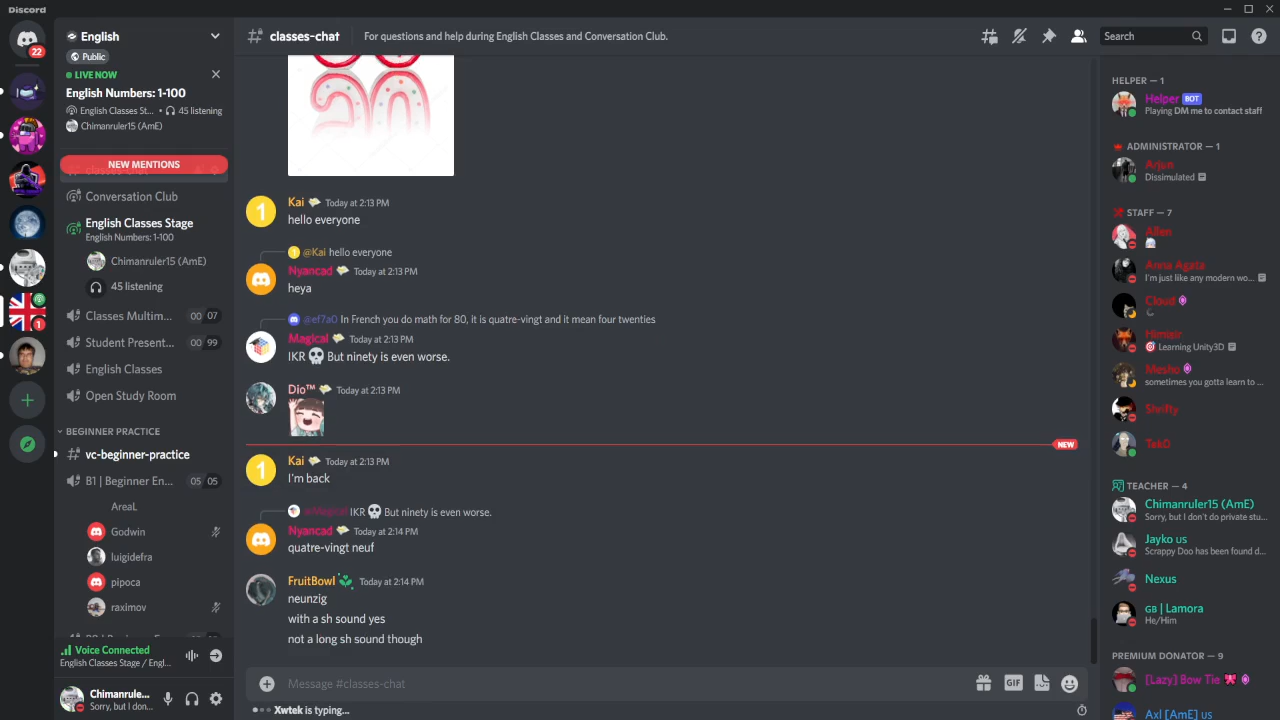 Discord
22
English
Public
LIVE NOW
English Numbers: 1-100
English Classes St... • 45 listening
Chimanruler15 (AmE)
NEW MENTIONS
Conversation Club
English Classes Stage
English Numbers: 1-100
Chimanruler15 (AmE)
45 listening
1
Classes Multim... 00 07
Student Present... 00 99
English Classes
Open Study Room
BEGINNER PRACTICE
vc-beginner-practice
B1 | Beginner En... 05 05
AreaL
Godwin
luigidefra
pipoca
raximov
Voice Connected
English Classes Stage / Engl...
Chimanrule...
Sorry, but I don...
classes-chat
For questions and help during English Classes and Conversation Club.
Search
20
Kai Today at 2:13 PM
hello everyone
@Kai hello everyone
Nyancad Today at 2:13 PM
heya
@ef7a0 In French you do math for 80, it is quatre-vingt and it mean four twenties
Magical Today at 2:13 PM
IKR 💀 But ninety is even worse.
Dio™ Today at 2:13 PM
NEW
Kai Today at 2:13 PM
I'm back
@Magical IKR 💀 But ninety is even worse.
Nyancad Today at 2:14 PM
quatre-vingt neuf
FruitBowl Today at 2:14 PM
neunzig
with a sh sound yes
not a long sh sound though
Message #classes-chat
GIF
Xwtek is typing...
HELPER — 1
Helper BOT
Playing DM me to contact staff
ADMINISTRATOR — 1
Arjun
Dissimulated
STAFF — 7
Allen
Anna Agata
I'm just like any modern wo...
Cloud
Himiair
Learning Unity3D
Mesho
sometimes you gotta learn to ...
Shrifty
TekD
TEACHER — 4
Chimanruler15 (AmE)
Sorry, but I don't do private stu...
Jayko us
Scrappy Doo has been found d...
Nexus
GB | Lamora
He/Him
PREMIUM DONATOR — 9
[Lazy] Bow Tie
Axl [AmE] us